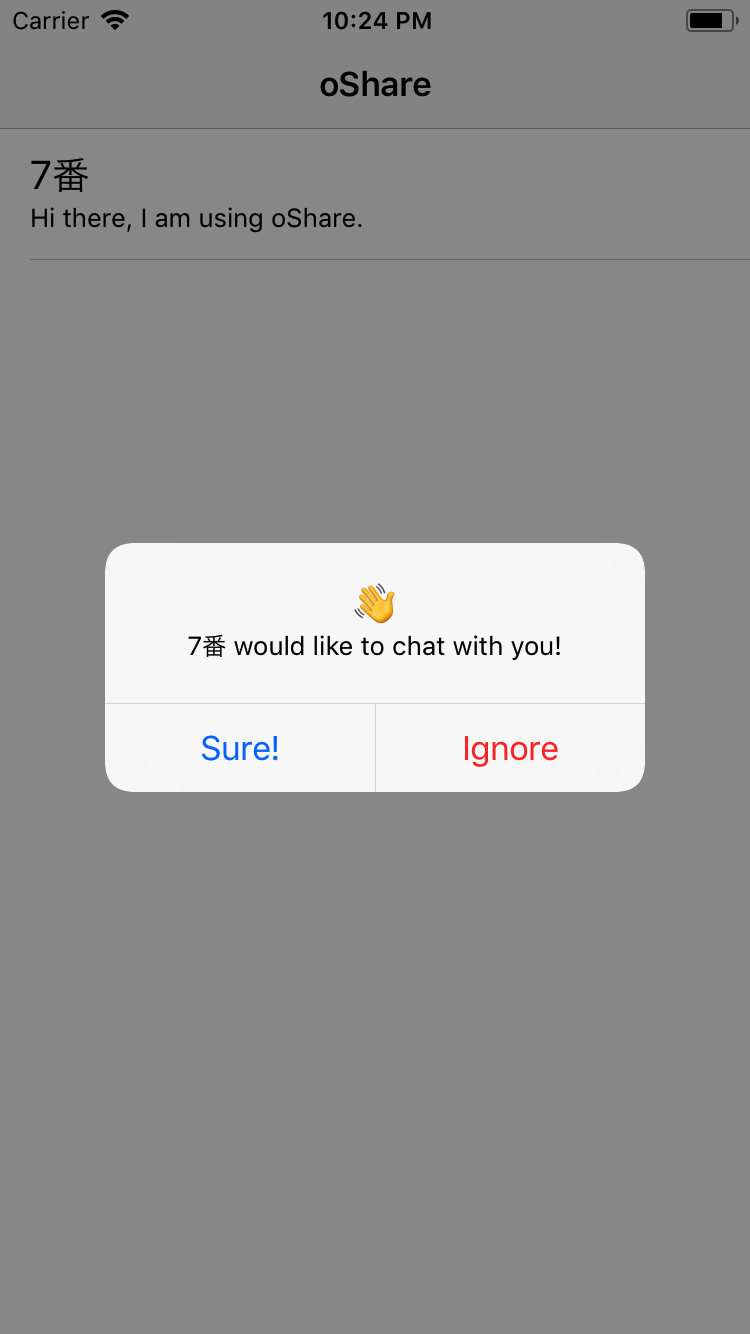 Carrier 10:24 PM
oShare
7番
Hi there, I am using oShare.
👋
7番 would like to chat with you!
Sure! Ignore